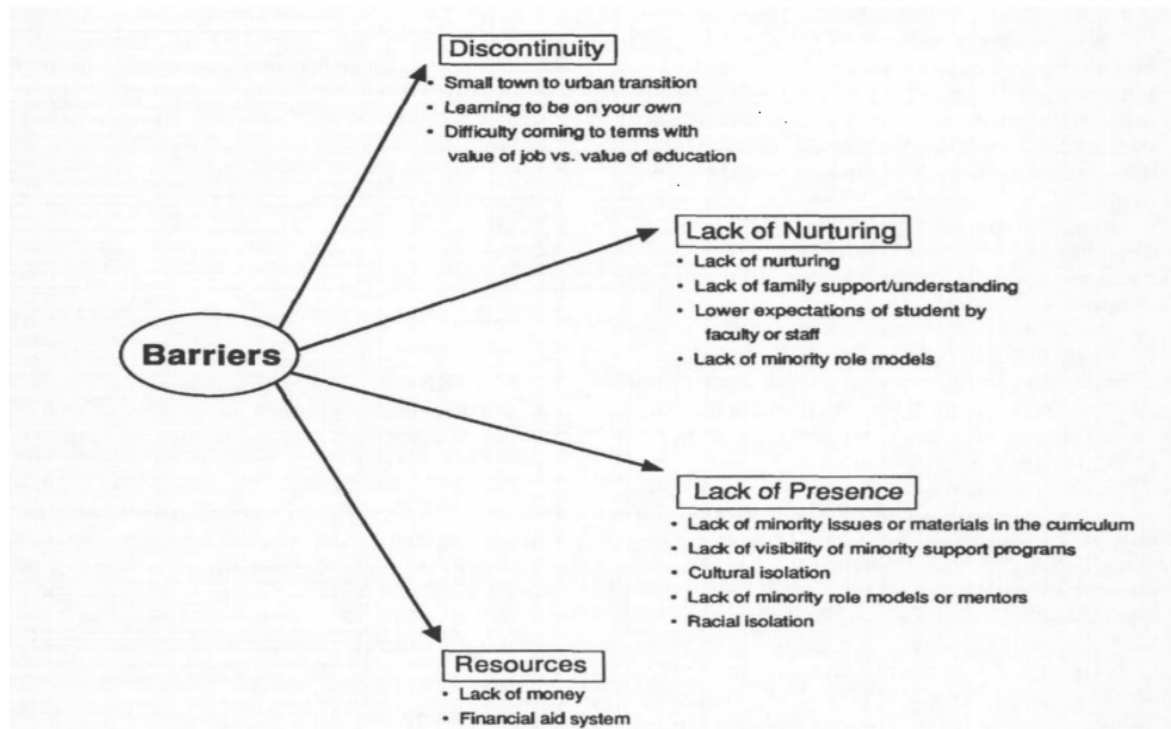 Discontinuity
• Small town to urban transition
• Learning to be on your own
• Difficulty coming to terms with
value of job vs. value of education
Lack of Nurturing
• Lack of nurturing
• Lack of family support/understanding
• Lower expectations of student by
faculty or staff
• Lack of minority role models
Barriers
Lack of Presence
• Lack of minority issues or materials in the curriculum
• Lack of visibility of minority support programs
• Cultural isolation
• Lack of minority role models or mentors
• Racial isolation
Resources
• Lack of money
• Financial aid system